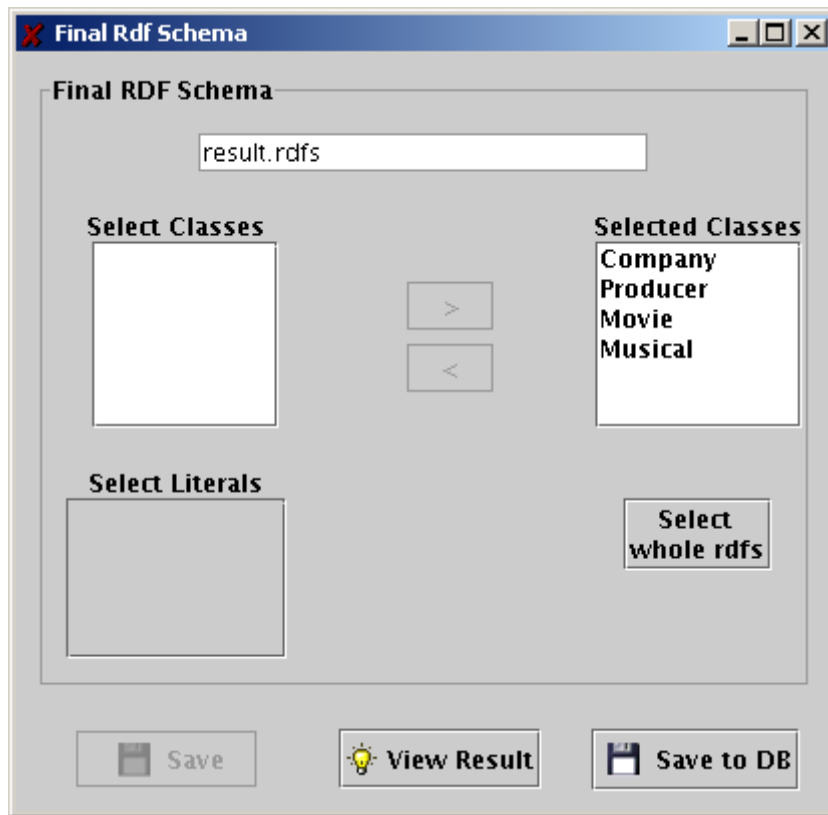 Final Rdf Schema
Final RDF Schema
result.rdfs
Select Classes
Selected Classes
Company
Producer
Movie
Musical
>
<
Select Literals
Select
whole rdfs
Save
View Result
Save to DB